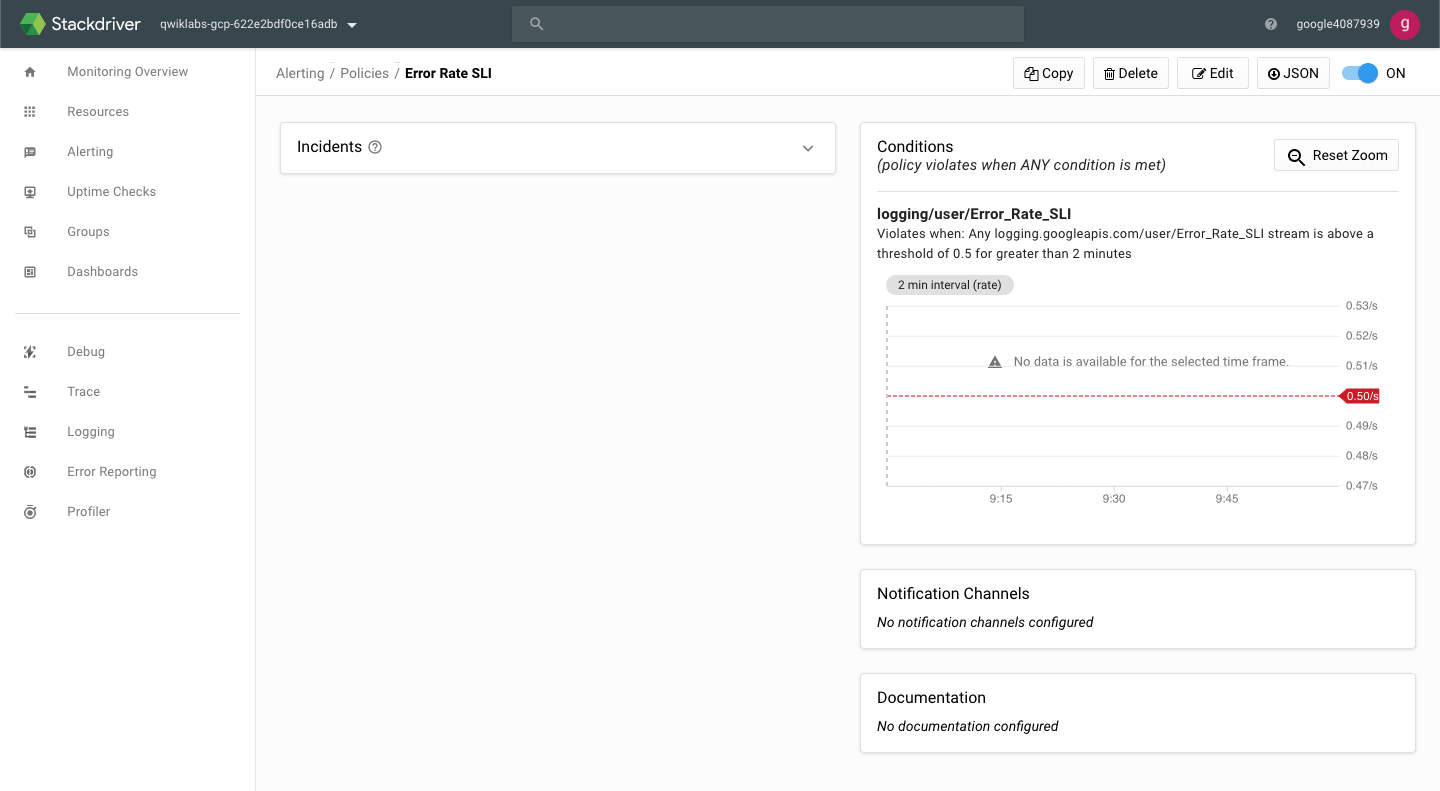 Stackdriver
qwiklabs-gcp-622e2bdf0ce16adb
google4087939
g
Monitoring Overview
Resources
Alerting
Uptime Checks
Groups
Dashboards
Debug
Trace
Logging
Error Reporting
Profiler
Alerting / Policies / Error Rate SLI
Copy
Delete
Edit
JSON
ON
Incidents
Conditions
(policy violates when ANY condition is met)
Reset Zoom
logging/user/Error_Rate_SLI
Violates when: Any logging.googleapis.com/user/Error_Rate_SLI stream is above a
threshold of 0.5 for greater than 2 minutes
2 min interval (rate)
0.53/s
0.52/s
No data is available for the selected time frame.
0.51/s
0.50/s
0.49/s
0.48/s
0.47/s
9:15
9:30
9:45
Notification Channels
No notification channels configured
Documentation
No documentation configured